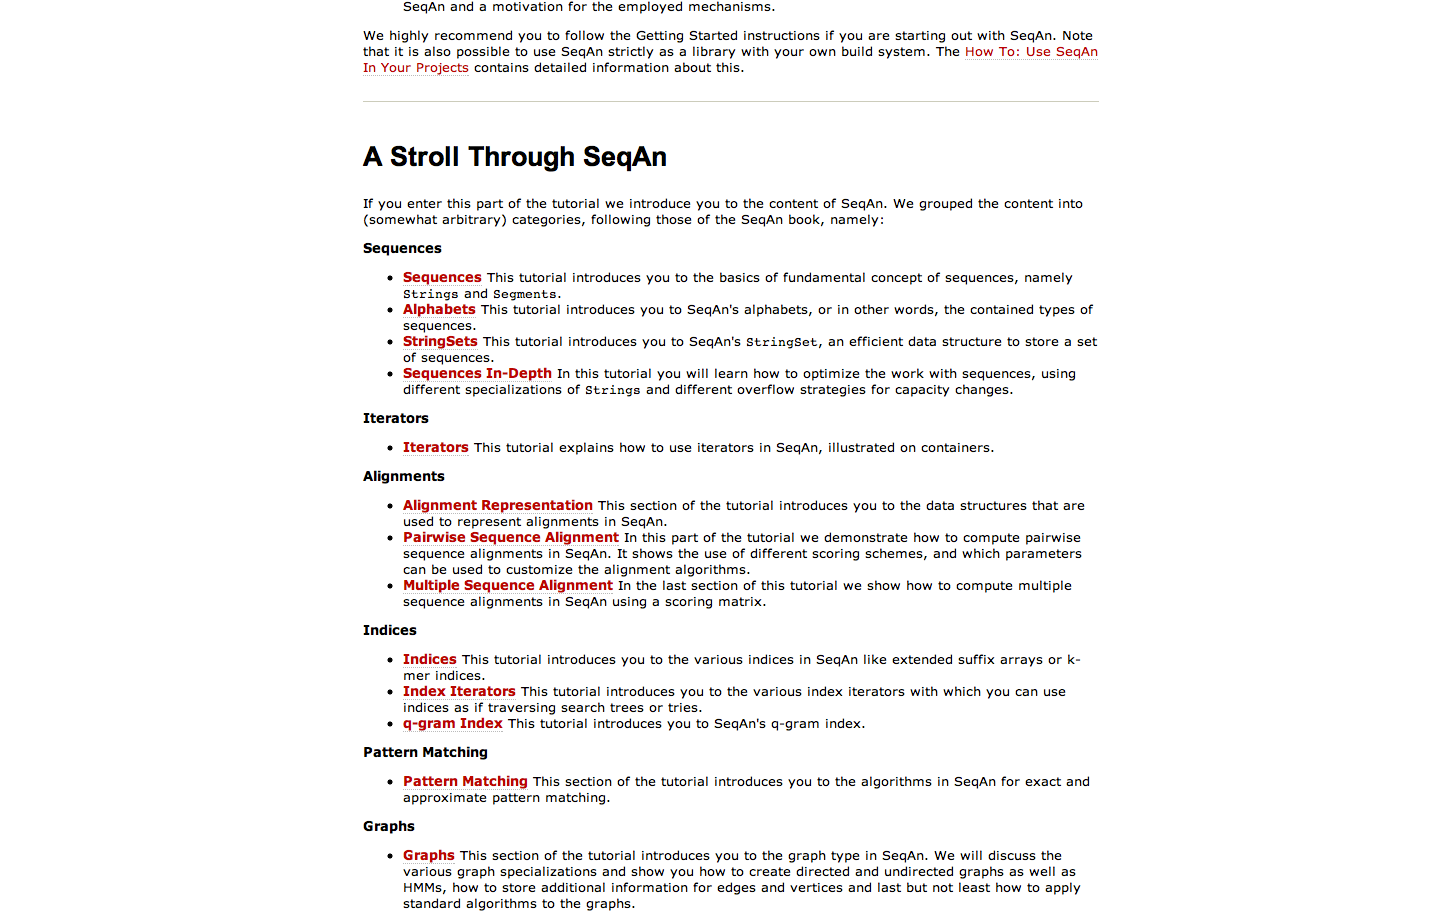 SeqAn and a motivation for the employed mechanisms.
We highly recommend you to follow the Getting Started instructions if you are starting out with SeqAn. Note
that it is also possible to use SeqAn strictly as a library with your own build system. The How To: Use SeqAn
In Your Projects contains detailed information about this.
A Stroll Through SeqAn
If you enter this part of the tutorial we introduce you to the content of SeqAn. We grouped the content into
(somewhat arbitrary) categories, following those of the SeqAn book, namely:
Sequences
• Sequences This tutorial introduces you to the basics of fundamental concept of sequences, namely
Strings and Segments.
• Alphabets This tutorial introduces you to SeqAn's alphabets, or in other words, the contained types of
sequences.
• StringSets This tutorial introduces you to SeqAn's StringSet, an efficient data structure to store a set
of sequences.
• Sequences In-Depth In this tutorial you will learn how to optimize the work with sequences, using
different specializations of Strings and different overflow strategies for capacity changes.
Iterators
• Iterators This tutorial explains how to use iterators in SeqAn, illustrated on containers.
Alignments
• Alignment Representation This section of the tutorial introduces you to the data structures that are
used to represent alignments in SeqAn.
• Pairwise Sequence Alignment In this part of the tutorial we demonstrate how to compute pairwise
sequence alignments in SeqAn. It shows the use of different scoring schemes, and which parameters
can be used to customize the alignment algorithms.
• Multiple Sequence Alignment In the last section of this tutorial we show how to compute multiple
sequence alignments in SeqAn using a scoring matrix.
Indices
• Indices This tutorial introduces you to the various indices in SeqAn like extended suffix arrays or k-
mer indices.
• Index Iterators This tutorial introduces you to the various index iterators with which you can use
indices as if traversing search trees or tries.
• q-gram Index This tutorial introduces you to SeqAn's q-gram index.
Pattern Matching
• Pattern Matching This section of the tutorial introduces you to the algorithms in SeqAn for exact and
approximate pattern matching.
Graphs
• Graphs This section of the tutorial introduces you to the graph type in SeqAn. We will discuss the
various graph specializations and show you how to create directed and undirected graphs as well as
HMMs, how to store additional information for edges and vertices and last but not least how to apply
standard algorithms to the graphs.